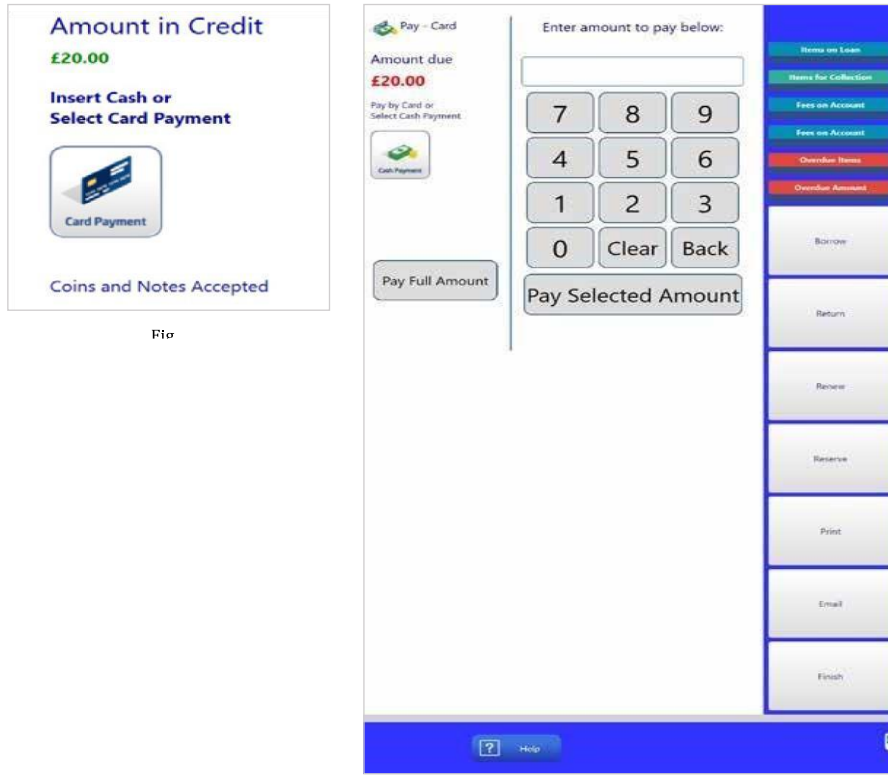 Amount in Credit
£20.00
Insert Cash or
Select Card Payment
Card Payment
Coins and Notes Accepted
Fig
Pay - Card
Amount due
£20.00
Pay by Card or
Select Cash Payment
Cash Payment
Pay Full Amount
Enter amount to pay below:
7 8 9
4 5 6
1 2 3
0 Clear Back
Pay Selected Amount
Items on Loan
Items for Collection
Fees on Account
Fees on Account
Overdue Items
Overdue Amount
Borrow
Return
Renew
Reserve
Print
Email
Finish
? Help